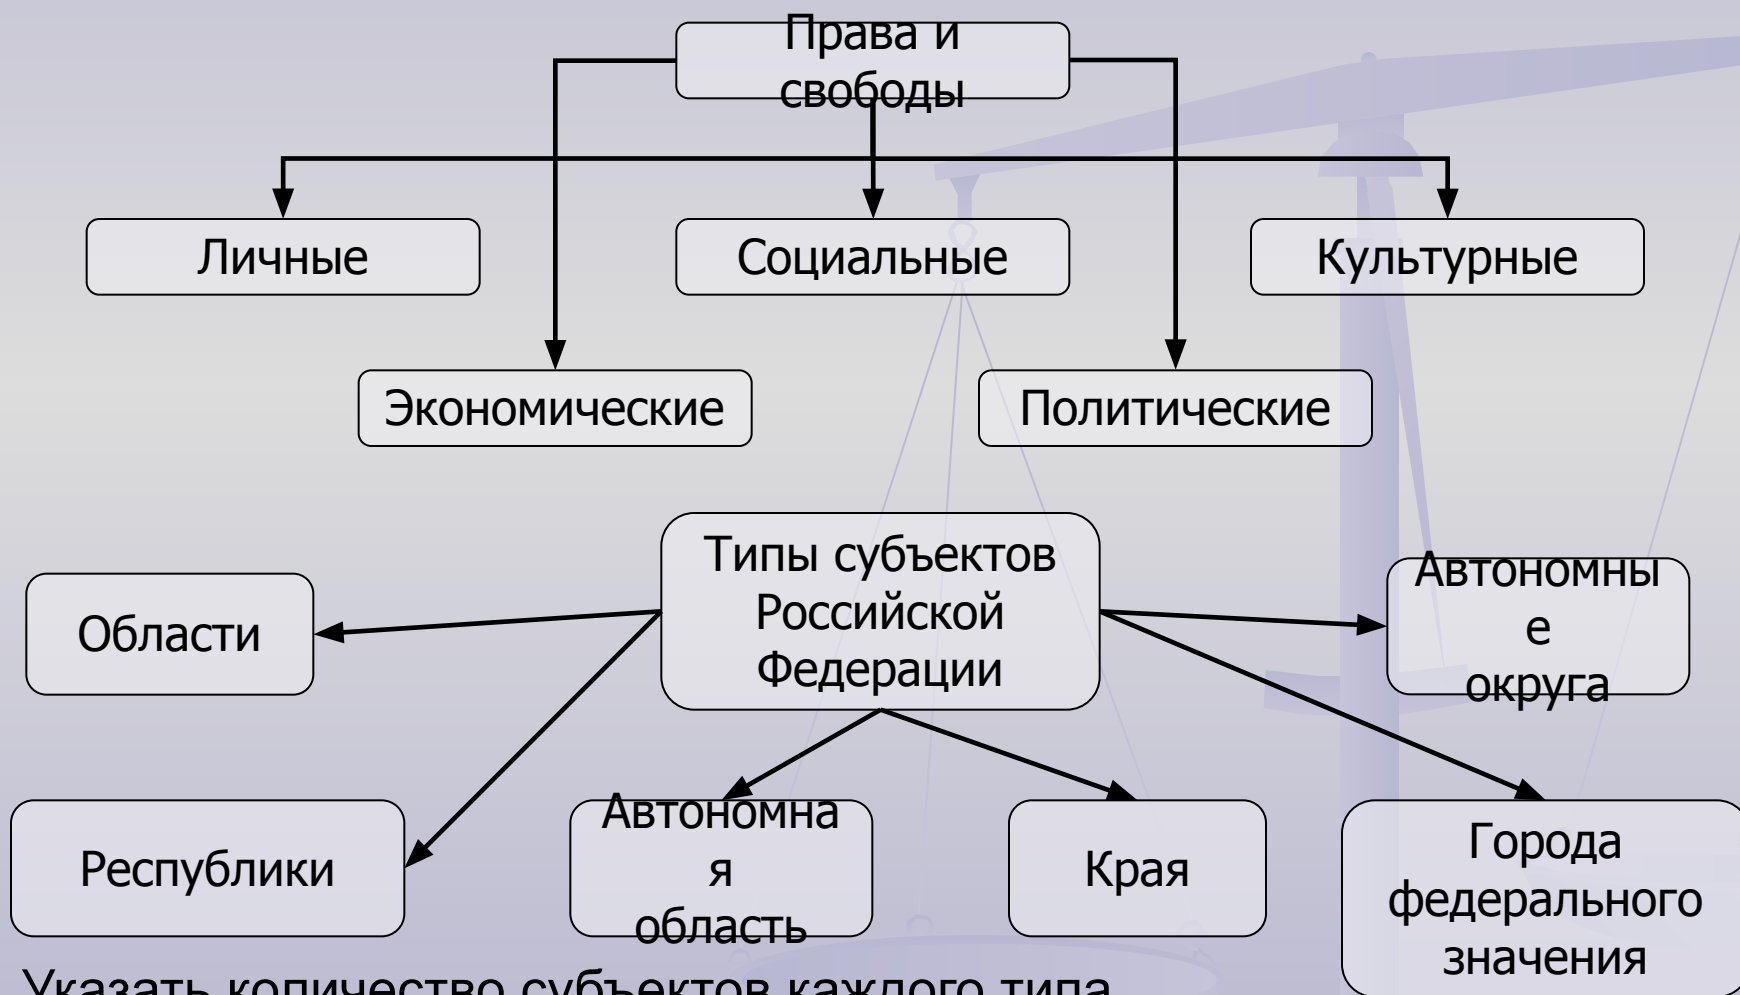 Права и
свободы
Личные
Социальные
Культурные
Экономические
Политические
Типы субъектов
Российской
Федерации
Области
Автономны
е
округа
Республики
Автономна
я
область
Края
Города
федерального
значения
Указать количество субъектов каждого типа